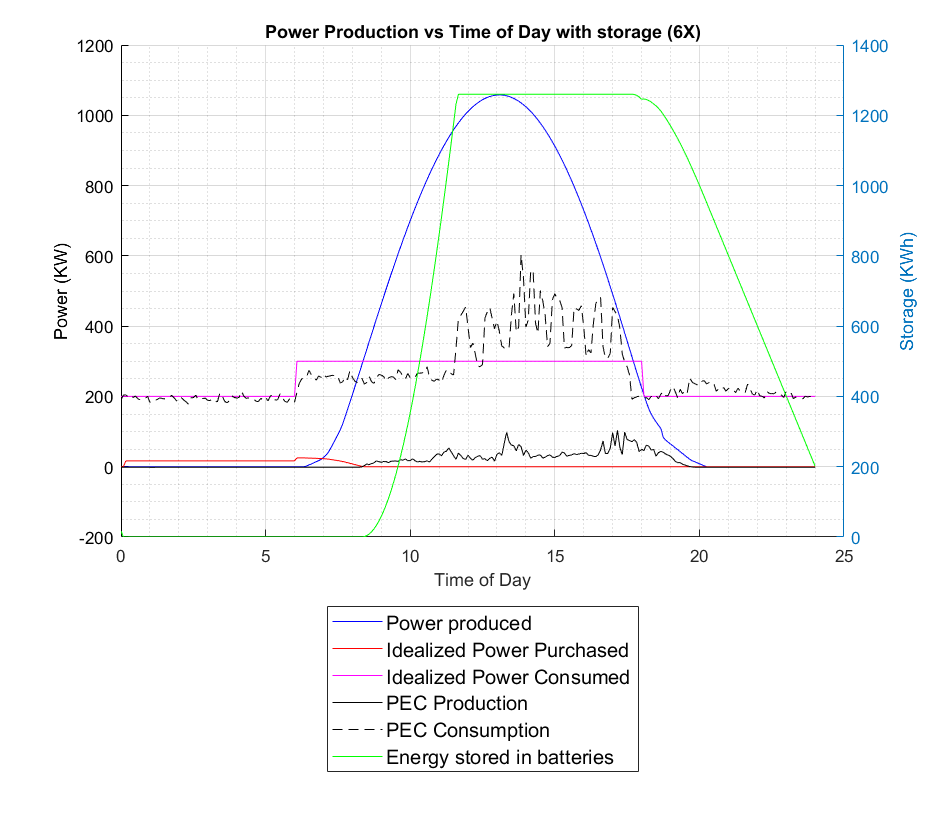 Power Production vs Time of Day with storage (6X)
1200
1000
800
600
400
200
0
-200
Power (KW)
1400
1200
1000
800
600
400
200
0
Storage (KWh)
0 5 10 15 20 25
Time of Day
Power produced
Idealized Power Purchased
Idealized Power Consumed
PEC Production
PEC Consumption
Energy stored in batteries